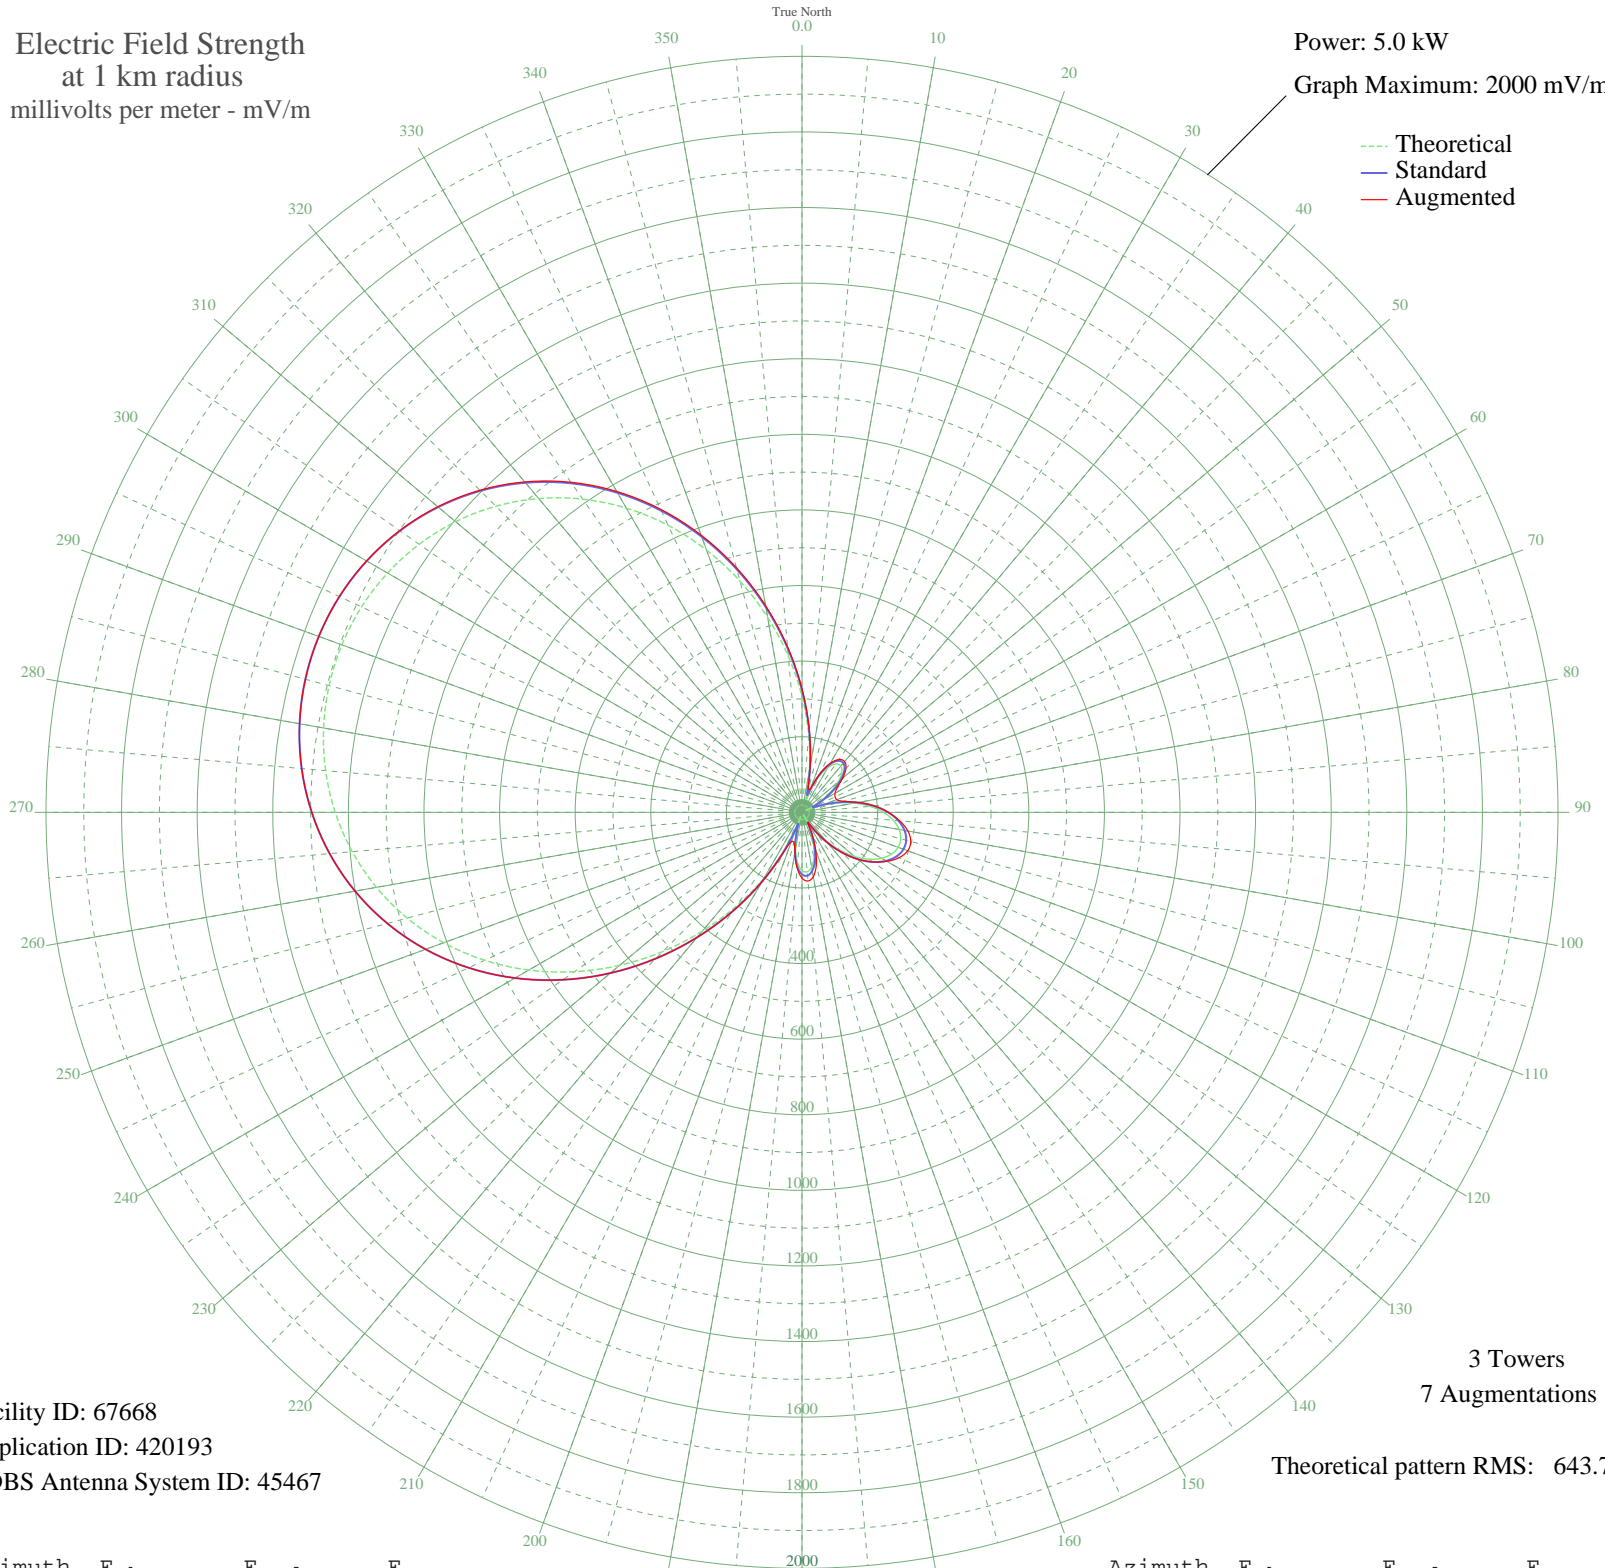 True North
Electric Field Strength
at 1 km radius
millivolts per meter - mV/m
Power: 5.0 kW
Graph Maximum: 2000 mV/m
Theoretical
Standard
Augmented
0.0
10
20
30
40
50
60
70
80
90
100
110
120
130
140
150
160
200
210
220
230
240
250
260
270
280
290
300
310
320
330
340
350
400
600
800
1000
1200
1400
1600
1800
2000
3 Towers
7 Augmentations
Theoretical pattern RMS: 643.7
cility ID: 67668
plication ID: 420193
DBS Antenna System ID: 45467
imuth E E E
Azimuth E E E